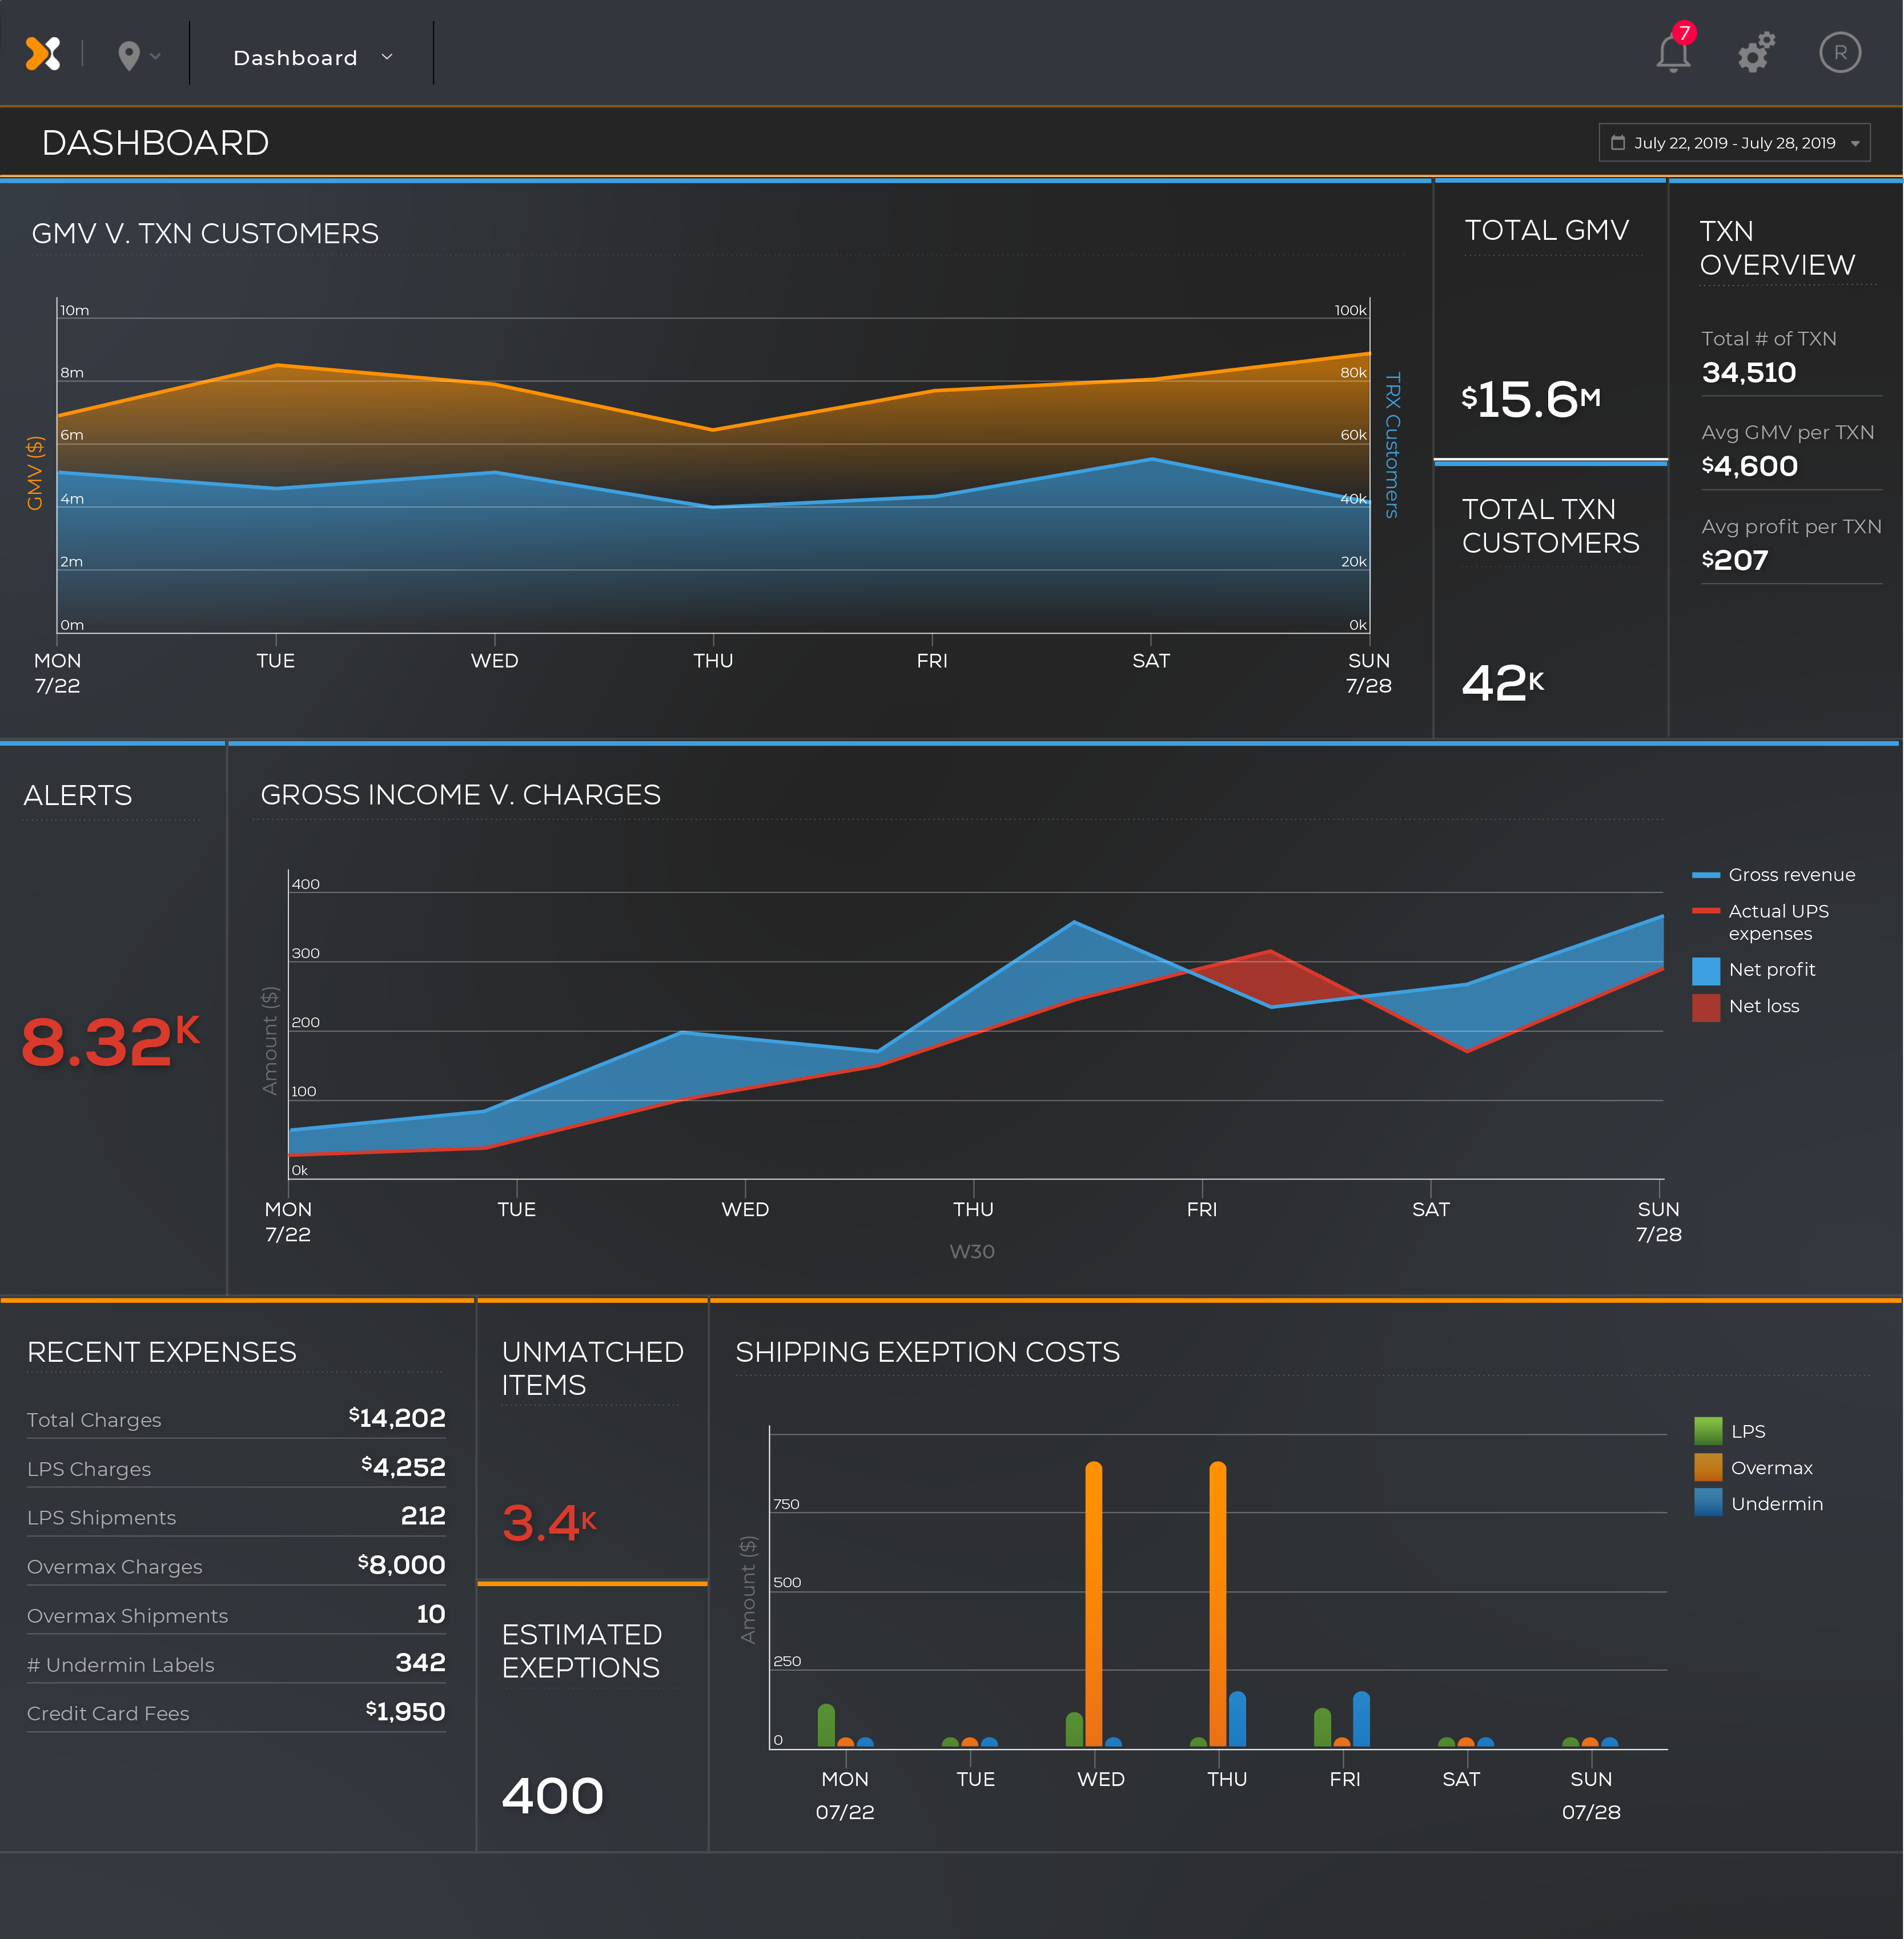 7
Dashboard
R
DASHBOARD
July 22, 2019 - July 28, 2019
GMV V. TXN CUSTOMERS
10m
8m
6m
4m
2m
0m
GMV ($)
100k
80k
60k
40k
20k
0k
TRX Customers
MON
7/22
TUE
WED
THU
FRI
SAT
SUN
7/28
TOTAL GMV
$15.6M
TOTAL TXN
CUSTOMERS
42K
TXN
OVERVIEW
Total # of TXN
34,510
Avg GMV per TXN
$4,600
Avg profit per TXN
$207
ALERTS
8.32K
GROSS INCOME V. CHARGES
400
300
200
100
0k
Amount ($)
MON
7/22
TUE
WED
THU
FRI
SAT
SUN
7/28
W30
Gross revenue
Actual UPS
expenses
Net profit
Net loss
RECENT EXPENSES
Total Charges $14,202
LPS Charges $4,252
LPS Shipments 212
Overmax Charges $8,000
Overmax Shipments 10
# Undermin Labels 342
Credit Card Fees $1,950
UNMATCHED
ITEMS
3.4K
ESTIMATED
EXEPTIONS
400
SHIPPING EXEPTION COSTS
750
500
250
0
Amount ($)
MON
07/22
TUE
WED
THU
FRI
SAT
SUN
07/28
LPS
Overmax
Undermin